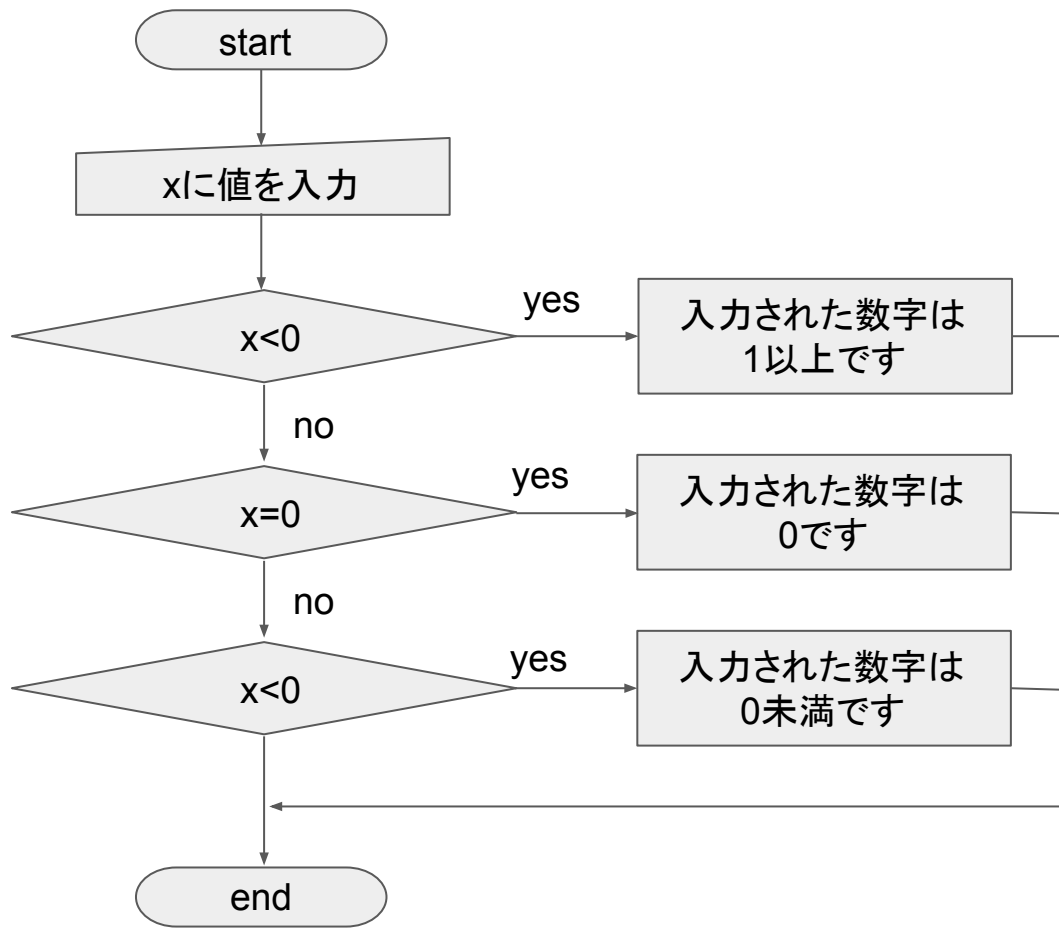 start
xに値を入力
x<0
yes
入力された数字は
1以上です
no
x=0
yes
入力された数字は
0です
no
x<0
yes
入力された数字は
0未満です
end